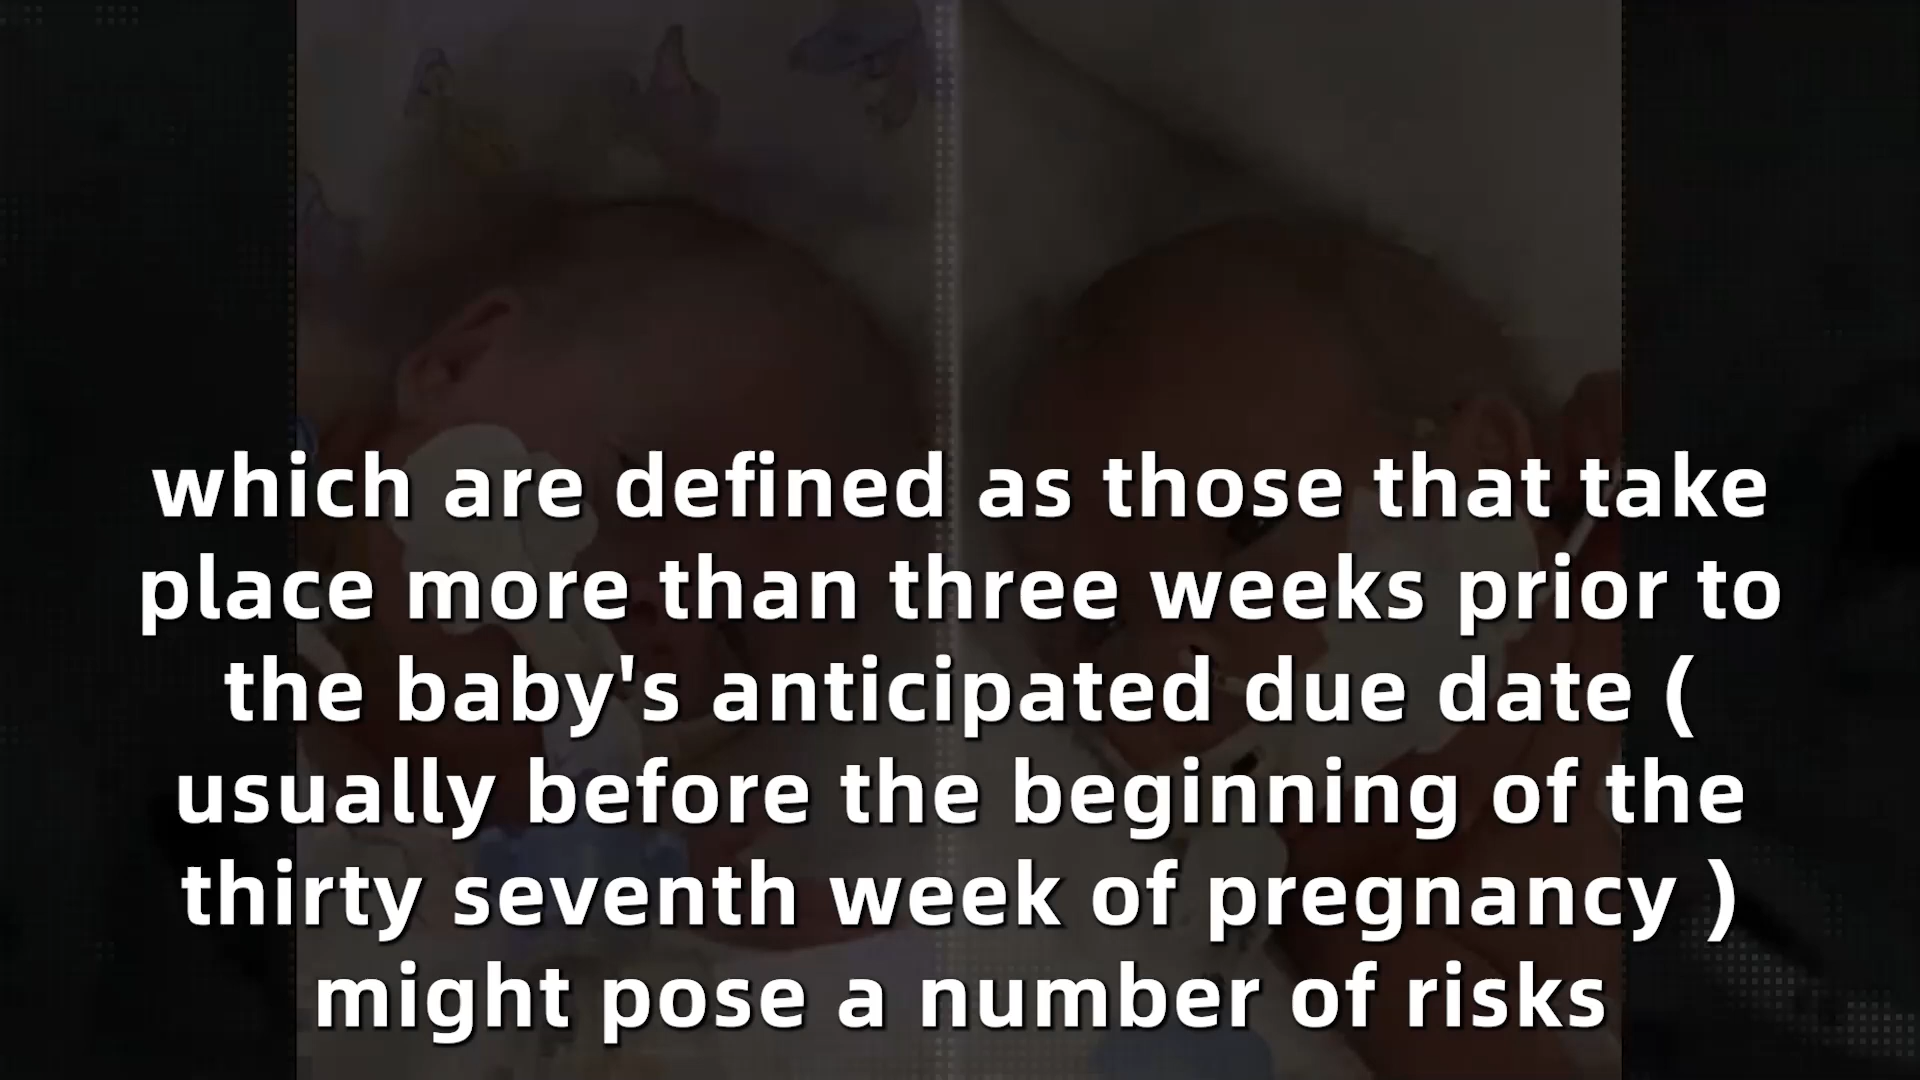 which are defined as those that take
place more than three weeks prior to
the baby's anticipated due date (
usually before the beginning of the
thirty seventh week of pregnancy )
might pose a number of risks